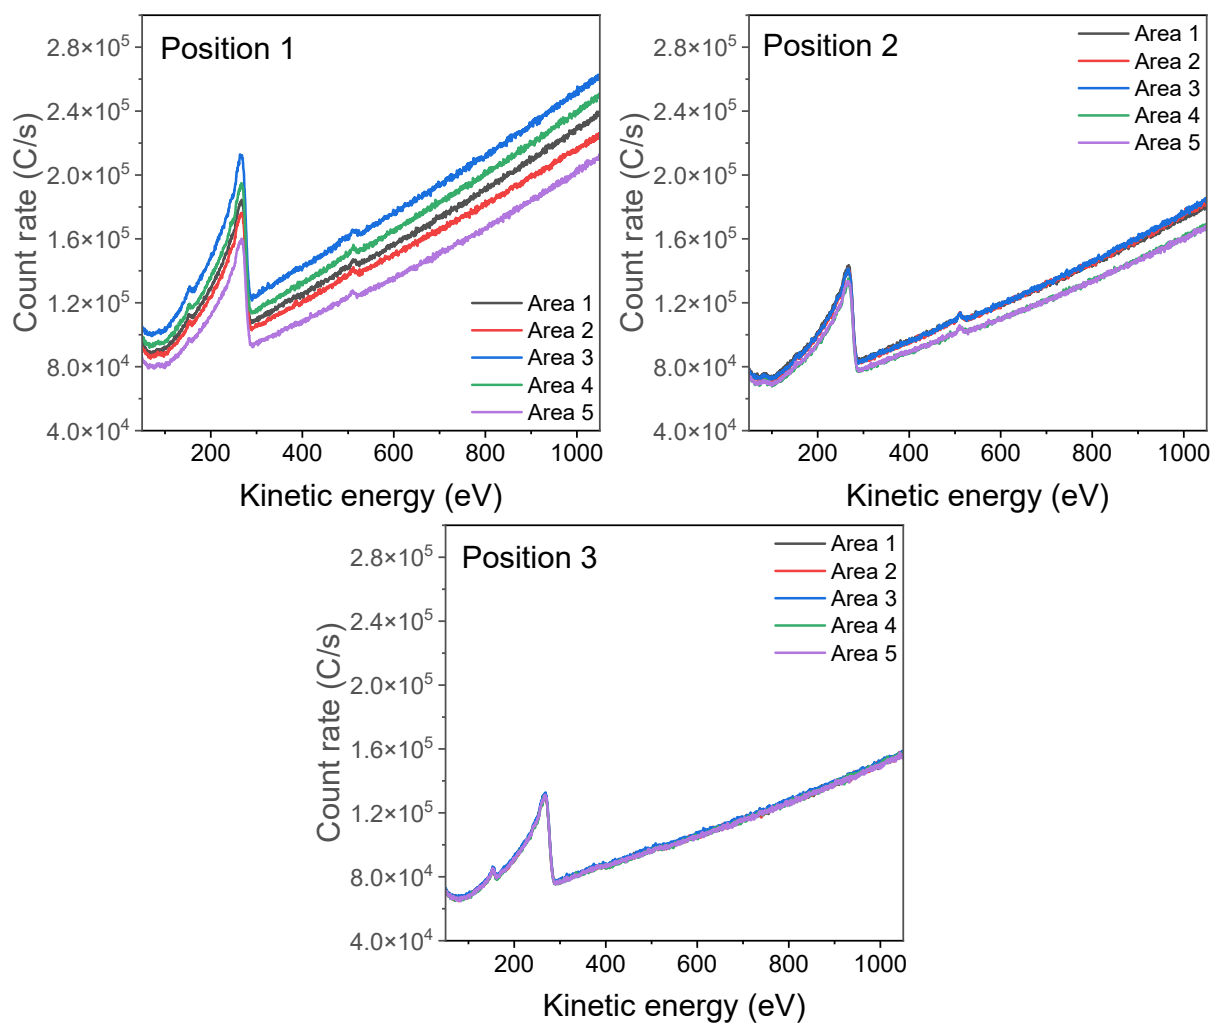 Position 1
Count rate (C/s)
2.8×10⁵
2.4×10⁵
2.0×10⁵
1.6×10⁵
1.2×10⁵
8.0×10⁴
4.0×10⁴
Area 1
Area 2
Area 3
Area 4
Area 5
200 400 600 800 1000
Kinetic energy (eV)
Position 2
Count rate (C/s)
2.8×10⁵
2.4×10⁵
2.0×10⁵
1.6×10⁵
1.2×10⁵
8.0×10⁴
4.0×10⁴
Area 1
Area 2
Area 3
Area 4
Area 5
200 400 600 800 1000
Kinetic energy (eV)
Position 3
Count rate (C/s)
2.8×10⁵
2.4×10⁵
2.0×10⁵
1.6×10⁵
1.2×10⁵
8.0×10⁴
4.0×10⁴
Area 1
Area 2
Area 3
Area 4
Area 5
200 400 600 800 1000
Kinetic energy (eV)